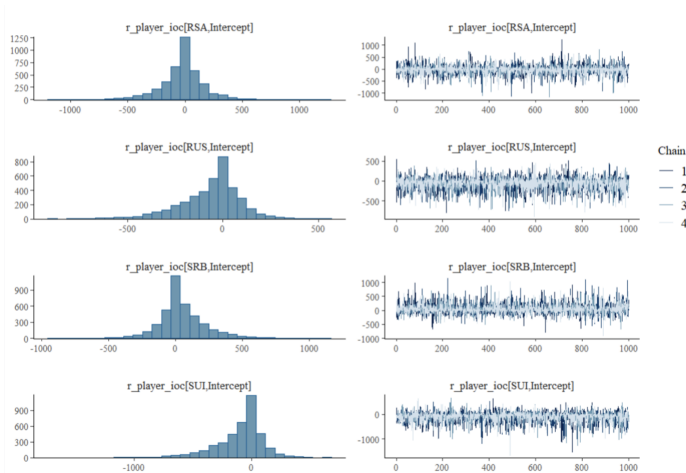 r_player_ioc[RSA,Intercept]
1250
1000
750
500
250
0
-1000 -500 0 500 1000
r_player_ioc[RSA,Intercept]
1000
500
0
-500
-1000
0 200 400 600 800 1000
r_player_ioc[RUS,Intercept]
800
600
400
200
0
-500 0 500
r_player_ioc[RUS,Intercept]
500
0
-500
0 200 400 600 800 1000
Chain
1
2
3
4
r_player_ioc[SRB,Intercept]
900
600
300
0
-1000 -500 0 500 1000
r_player_ioc[SRB,Intercept]
1000
500
0
-500
-1000
0 200 400 600 800 1000
r_player_ioc[SUI,Intercept]
900
600
300
0
-1000 0
r_player_ioc[SUI,Intercept]
0
-1000
0 200 400 600 800 1000